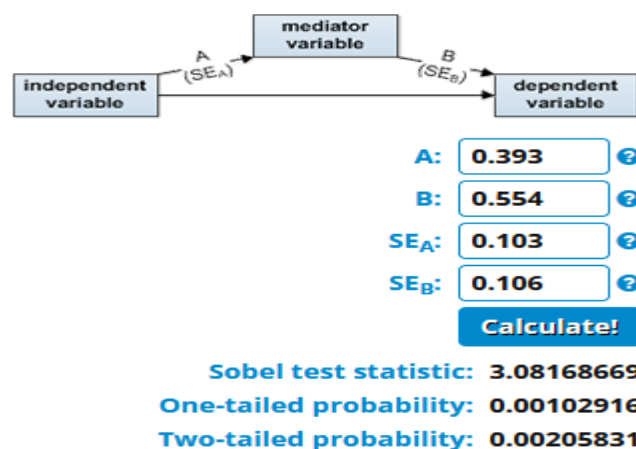 mediator
variable
A
(SEA)
B
(SEB)
independent
variable
dependent
variable
A: 0.393 ?
B: 0.554 ?
SEA: 0.103 ?
SEB: 0.106 ?
Calculate!
Sobel test statistic: 3.08168669
One-tailed probability: 0.00102916
Two-tailed probability: 0.00205831